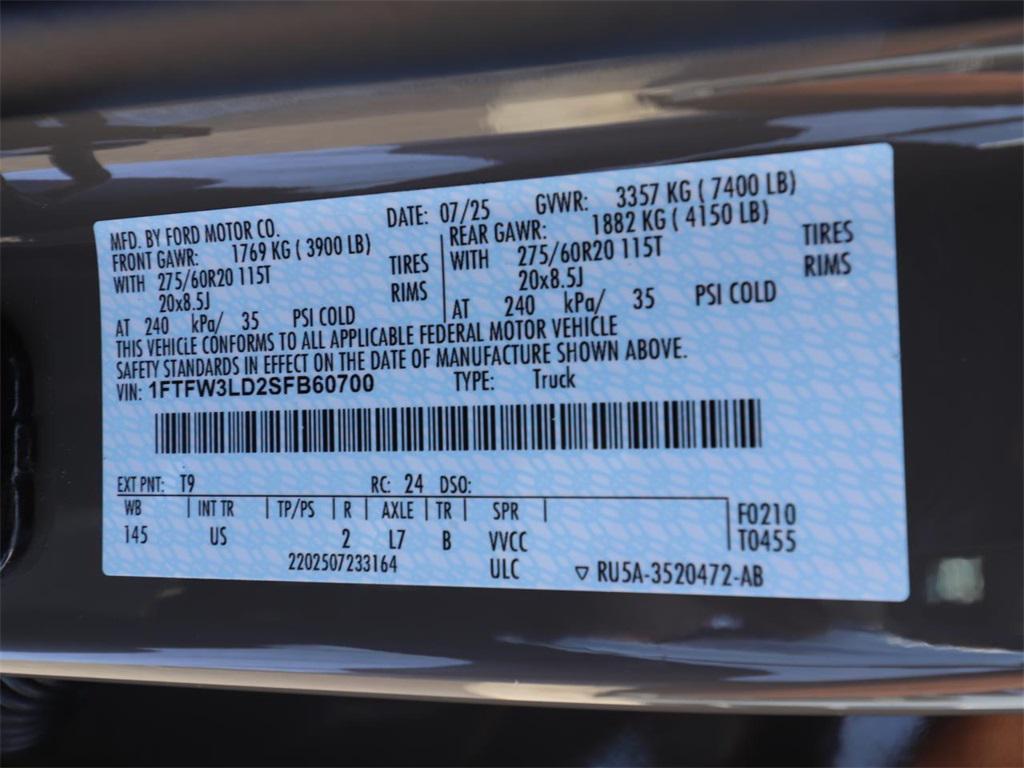 MFD. BY FORD MOTOR CO. DATE: 07/25 GVWR: 3357 KG ( 7400 LB)
FRONT GAWR: 1769 KG ( 3900 LB) REAR GAWR: 1882 KG ( 4150 LB)
WITH 275/60R20 115T TIRES WITH 275/60R20 115T TIRES
20x8.5J RIMS 20x8.5J RIMS
AT 240 kPa/ 35 PSI COLD AT 240 kPa/ 35 PSI COLD
THIS VEHICLE CONFORMS TO ALL APPLICABLE FEDERAL MOTOR VEHICLE
SAFETY STANDARDS IN EFFECT ON THE DATE OF MANUFACTURE SHOWN ABOVE.
VIN: 1FTFW3LD2SFB60700 TYPE: Truck
EXT PNT: T9 RC: 24 DSO:
WB INT TR TP/PS R AXLE TR SPR F0210
145 US 2 L7 B VVCC T0455
2202507233164 ULC RU5A-3520472-AB